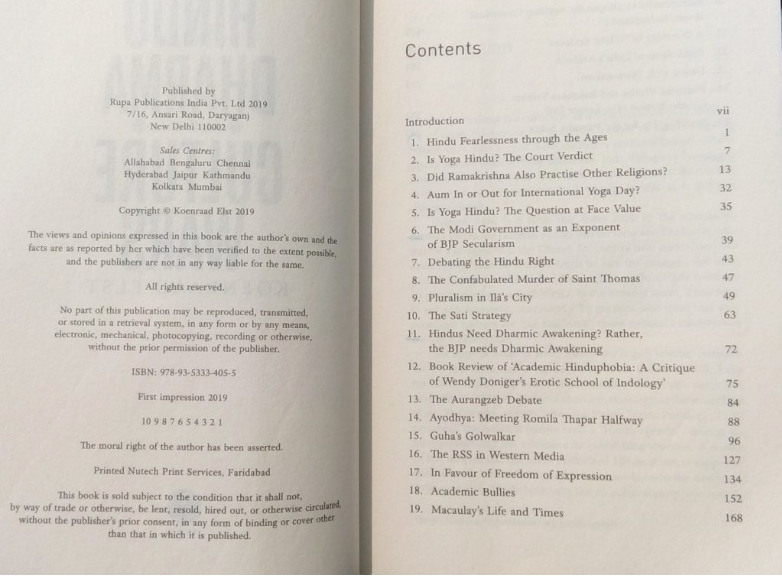 Published by
Rupa Publications India Pvt. Ltd 2019
7/16, Ansari Road, Daryaganj
New Delhi 110002
Sales Centres:
Allahabad Bengaluru Chennai
Hyderabad Jaipur Kathmandu
Kolkata Mumbai
Copyright © Koenraad Elst 2019
The views and opinions expressed in this book are the author's own and the
facts are as reported by her which have been verified to the extent possible,
and the publishers are not in any way liable for the same.
All rights reserved.
No part of this publication may be reproduced, transmitted,
or stored in a retrieval system, in any form or by any means,
electronic, mechanical, photocopying, recording or otherwise,
without the prior permission of the publisher.
ISBN: 978-93-5333-405-5
First impression 2019
10 9 8 7 6 5 4 3 2 1
The moral right of the author has been asserted.
Printed Nutech Print Services, Faridabad
This book is sold subject to the condition that it shall not,
by way of trade or otherwise, be lent, resold, hired out, or otherwise circulated,
without the publisher's prior consent, in any form of binding or cover other
than that in which it is published.
Contents
Introduction vii
1. Hindu Fearlessness through the Ages 1
2. Is Yoga Hindu? The Court Verdict 7
3. Did Ramakrishna Also Practise Other Religions? 13
4. Aum In or Out for International Yoga Day? 32
5. Is Yoga Hindu? The Question at Face Value 35
6. The Modi Government as an Exponent
of BJP Secularism 39
7. Debating the Hindu Right 43
8. The Confabulated Murder of Saint Thomas 47
9. Pluralism in Ilā's City 49
10. The Sati Strategy 63
11. Hindus Need Dharmic Awakening? Rather,
the BJP needs Dharmic Awakening 72
12. Book Review of 'Academic Hinduphobia: A Critique
of Wendy Doniger's Erotic School of Indology' 75
13. The Aurangzeb Debate 84
14. Ayodhya: Meeting Romila Thapar Halfway 88
15. Guha's Golwalkar 96
16. The RSS in Western Media 127
17. In Favour of Freedom of Expression 134
18. Academic Bullies 152
19. Macaulay's Life and Times 168